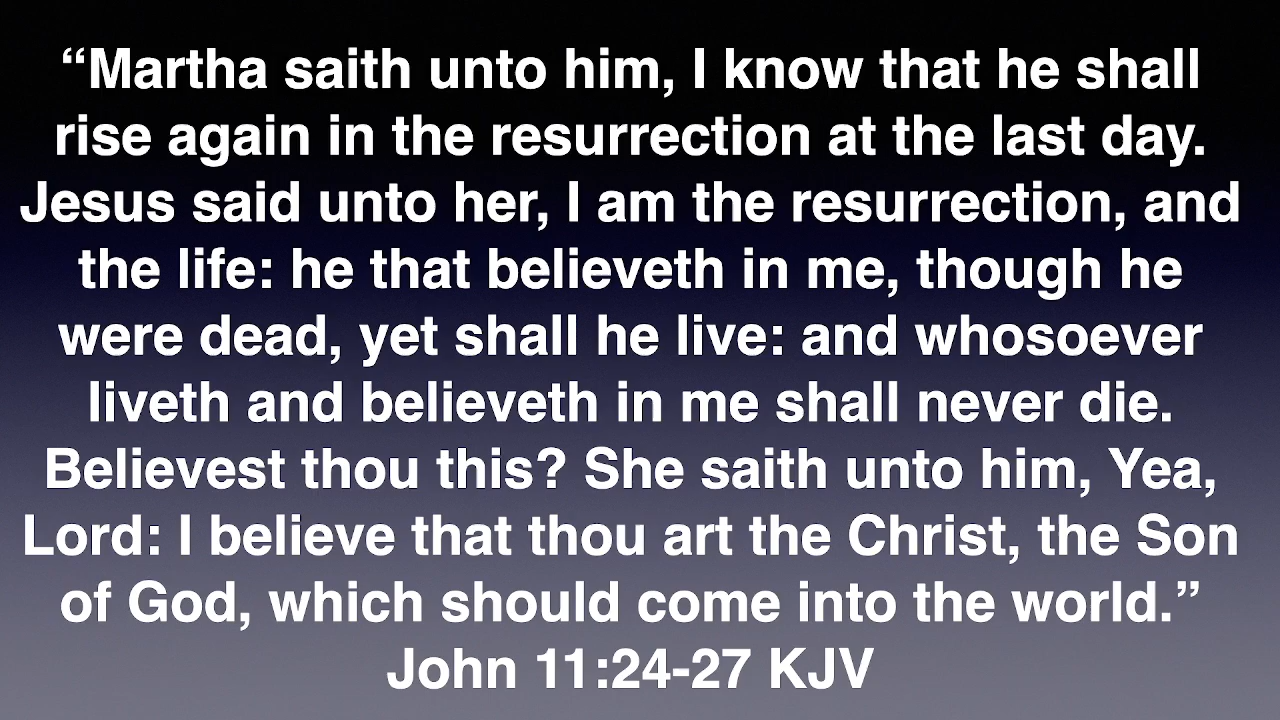 “Martha saith unto him, I know that he shall
rise again in the resurrection at the last day.
Jesus said unto her, I am the resurrection, and
the life: he that believeth in me, though he
were dead, yet shall he live: and whosoever
liveth and believeth in me shall never die.
Believest thou this? She saith unto him, Yea,
Lord: I believe that thou art the Christ, the Son
of God, which should come into the world.”
John 11:24-27 KJV